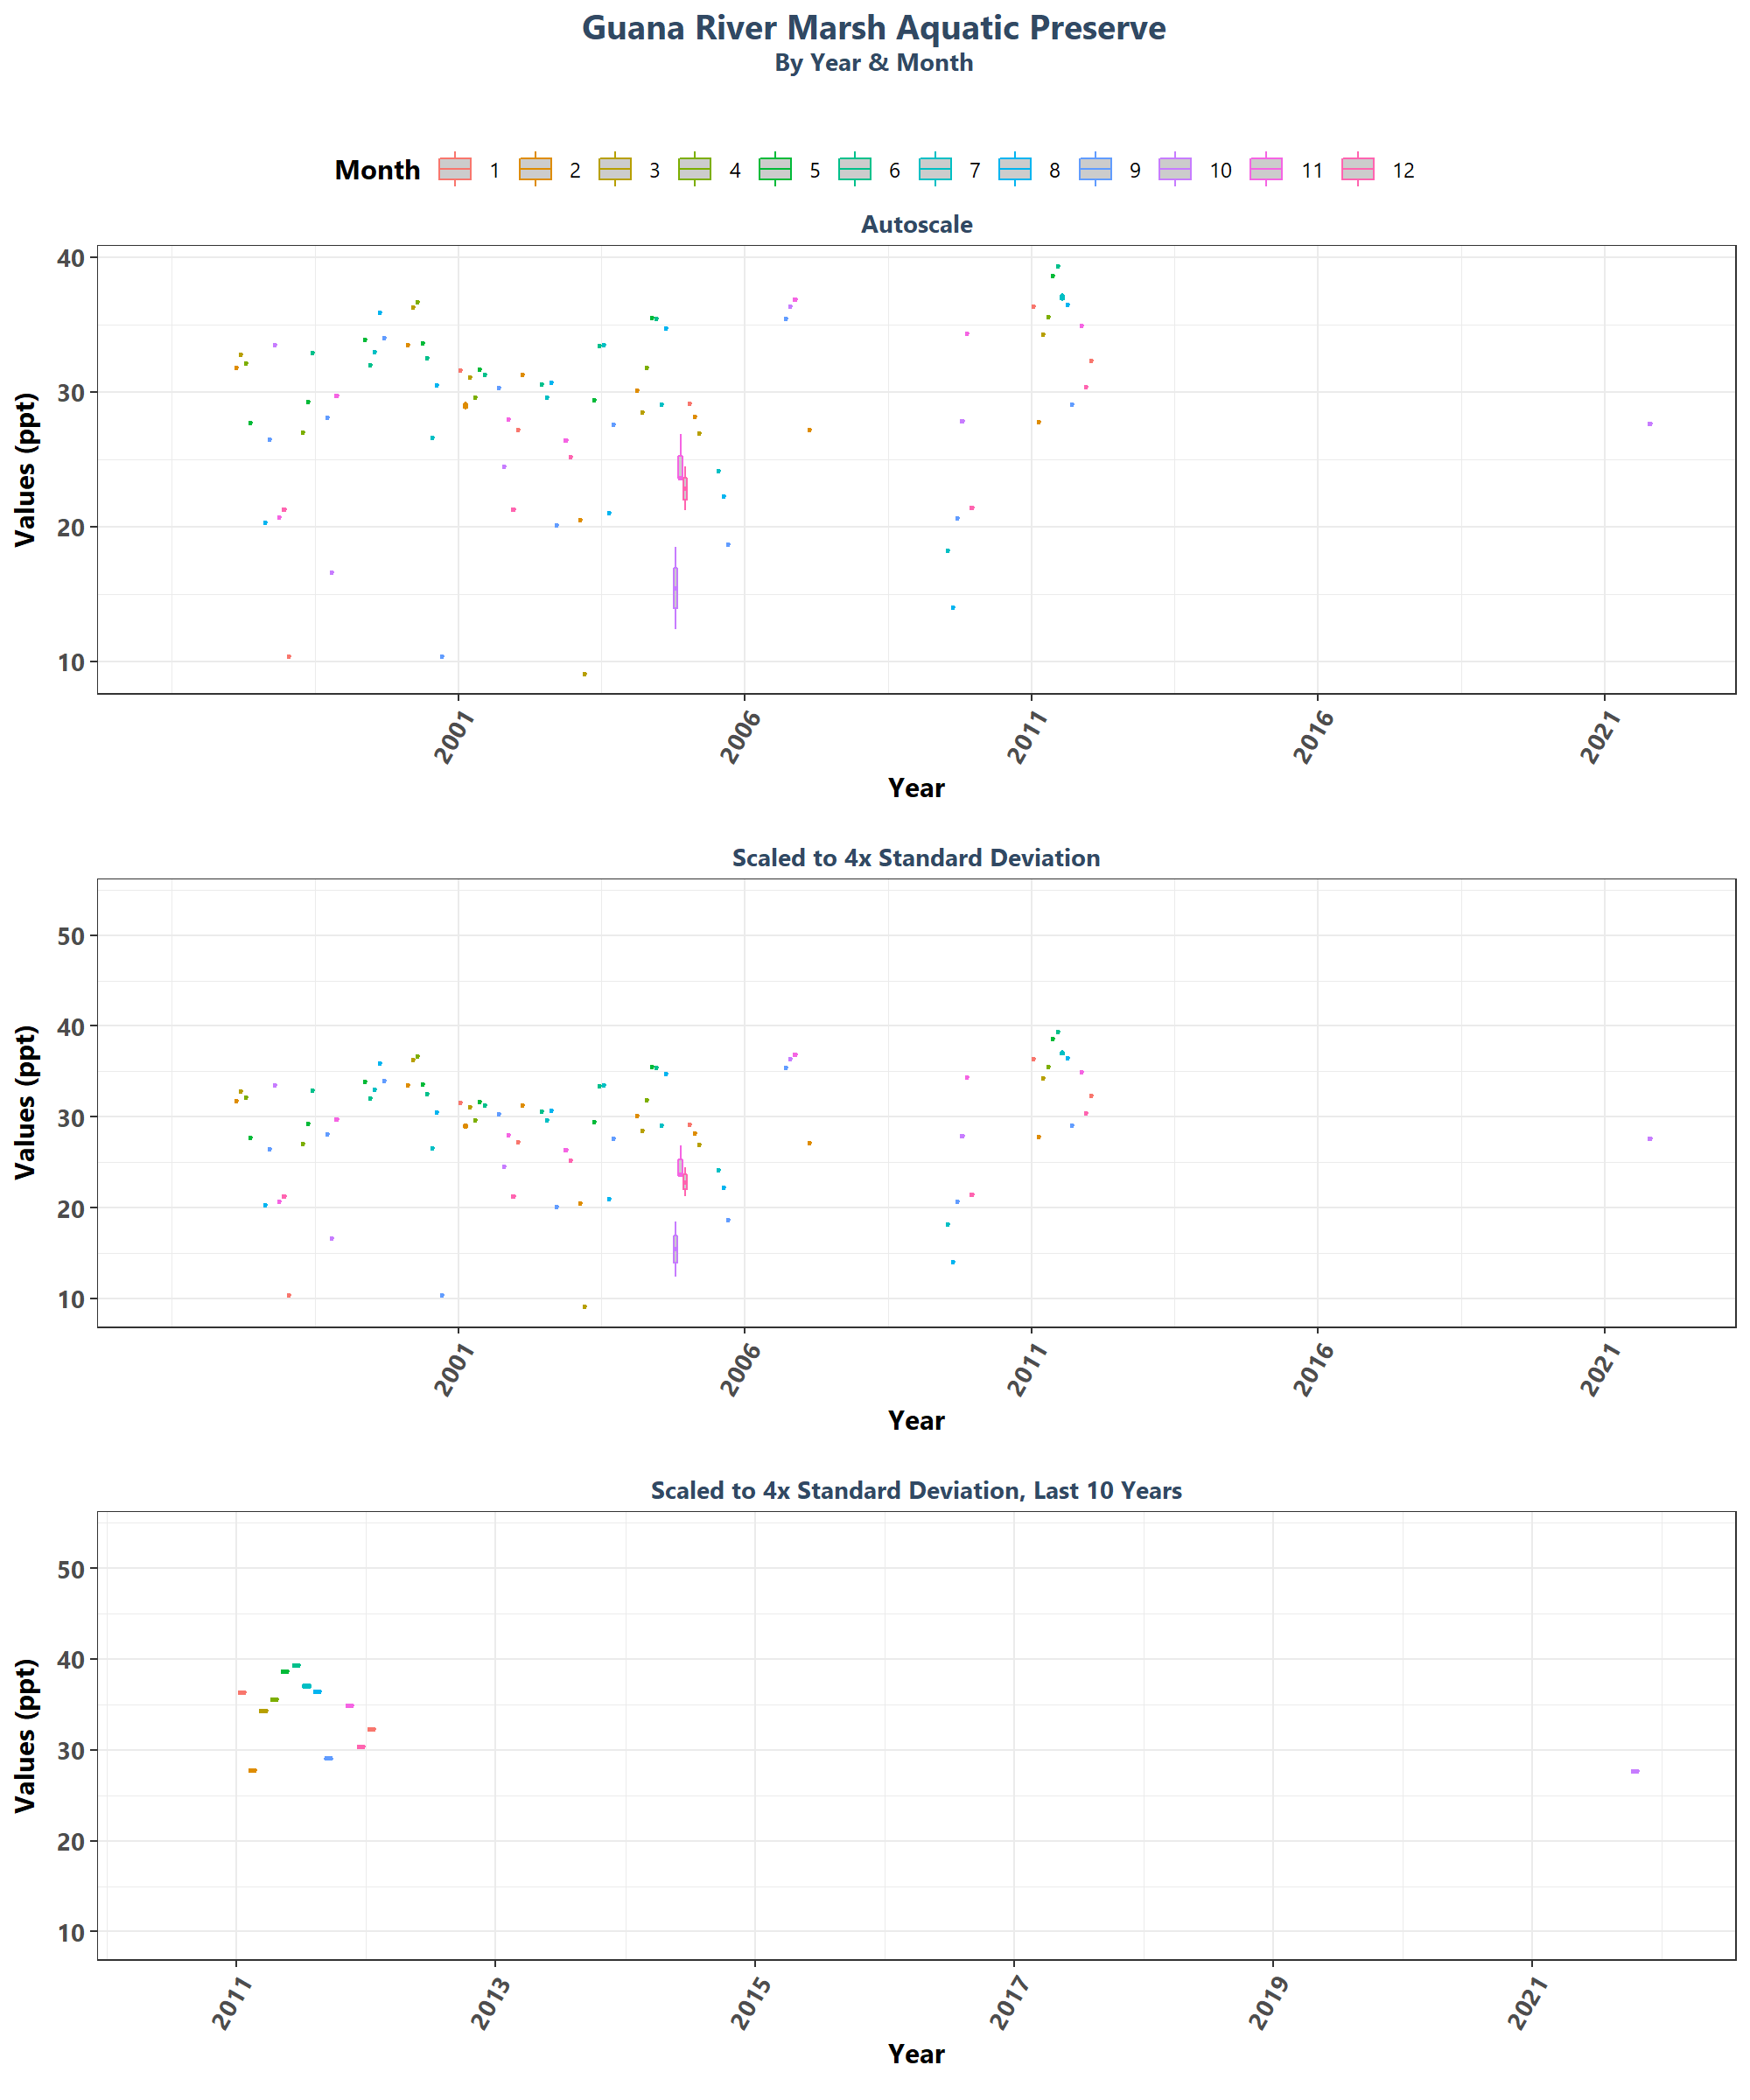 Guana River Marsh Aquatic Preserve
By Year & Month
Month 1 2 3 4 5 6 7 8 9 10 11 12
Autoscale
Values (ppt)
40
30
20
10
2001 2006 2011 2016 2021
Year
Scaled to 4x Standard Deviation
Values (ppt)
50
40
30
20
10
2001 2006 2011 2016 2021
Year
Scaled to 4x Standard Deviation, Last 10 Years
Values (ppt)
50
40
30
20
10
2011 2013 2015 2017 2019 2021
Year